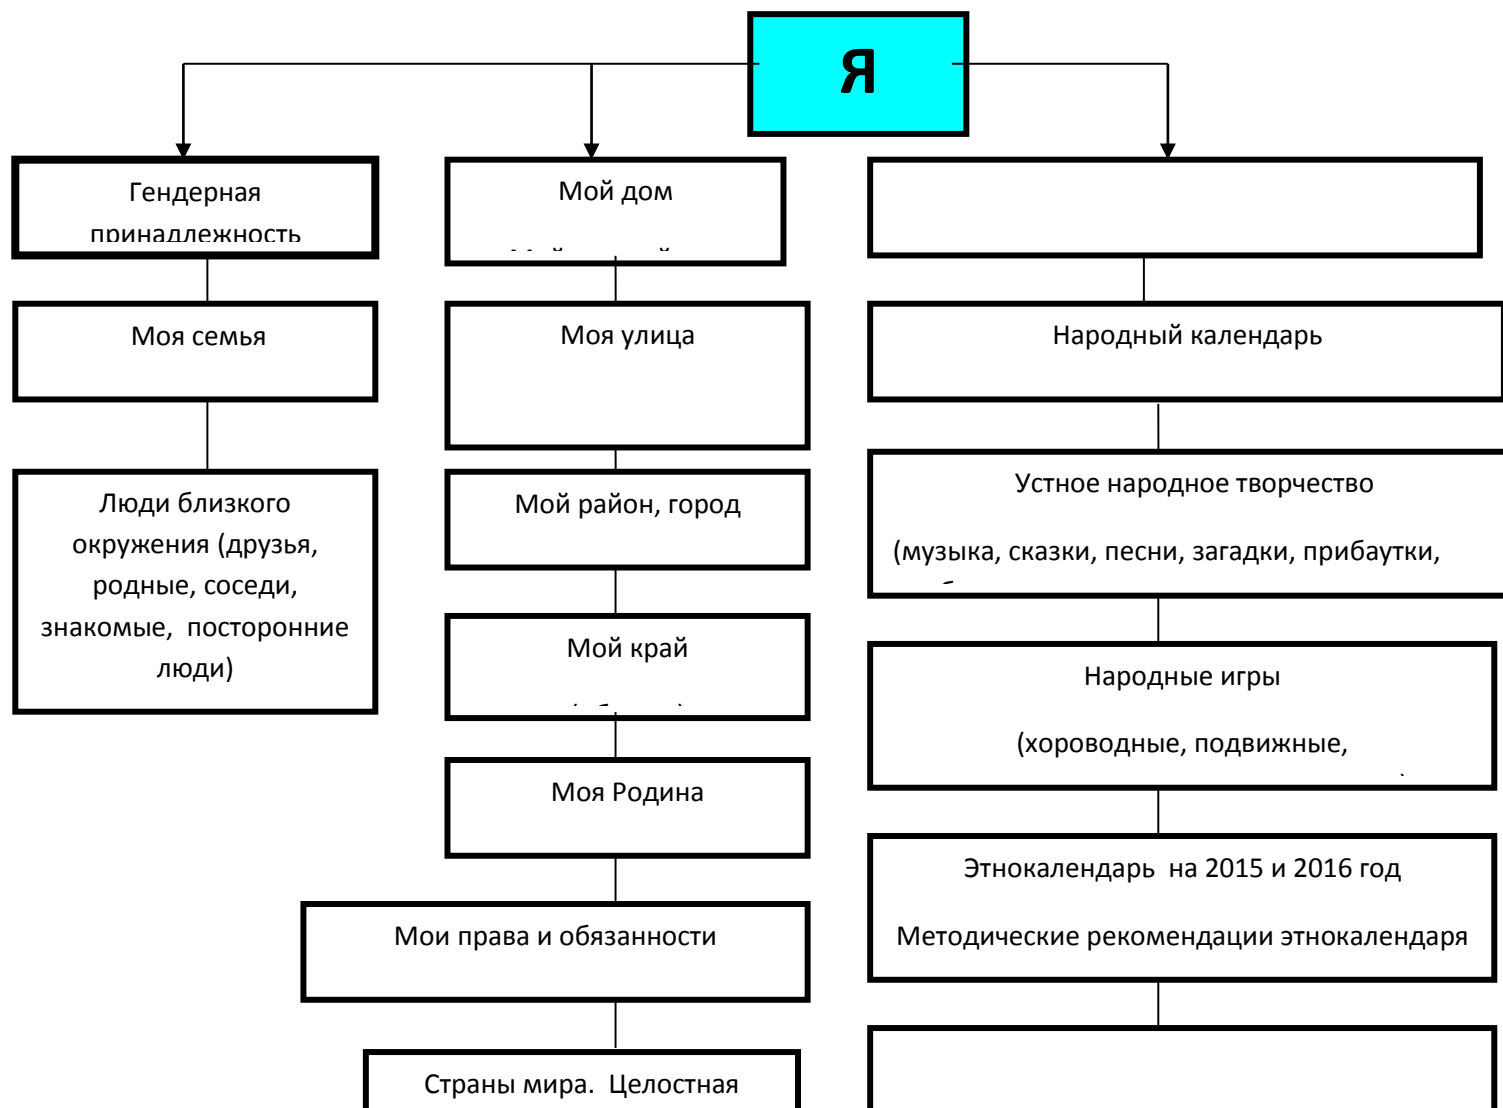 Я
Гендерная
принадлежность
Моя семья
Люди близкого
окружения (друзья,
родные, соседи,
знакомые, посторонние
люди)
Мой дом
Моя улица
Мой район, город
Мой край
Моя Родина
Мои права и обязанности
Страны мира. Целостная
Народный календарь
Устное народное творчество
(музыка, сказки, песни, загадки, прибаутки,
Народные игры
(хороводные, подвижные,
Этнокалендарь на 2015 и 2016 год
Методические рекомендации этнокалендаря